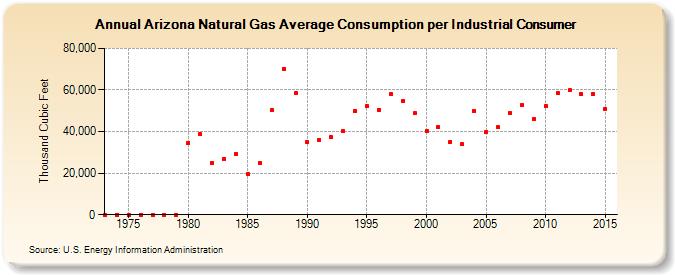 Annual Arizona Natural Gas Average Consumption per Industrial Consumer
Thousand Cubic Feet
80,000
60,000
40,000
20,000
0
1975 1980 1985 1990 1995 2000 2005 2010 2015
Source: U.S. Energy Information Administration